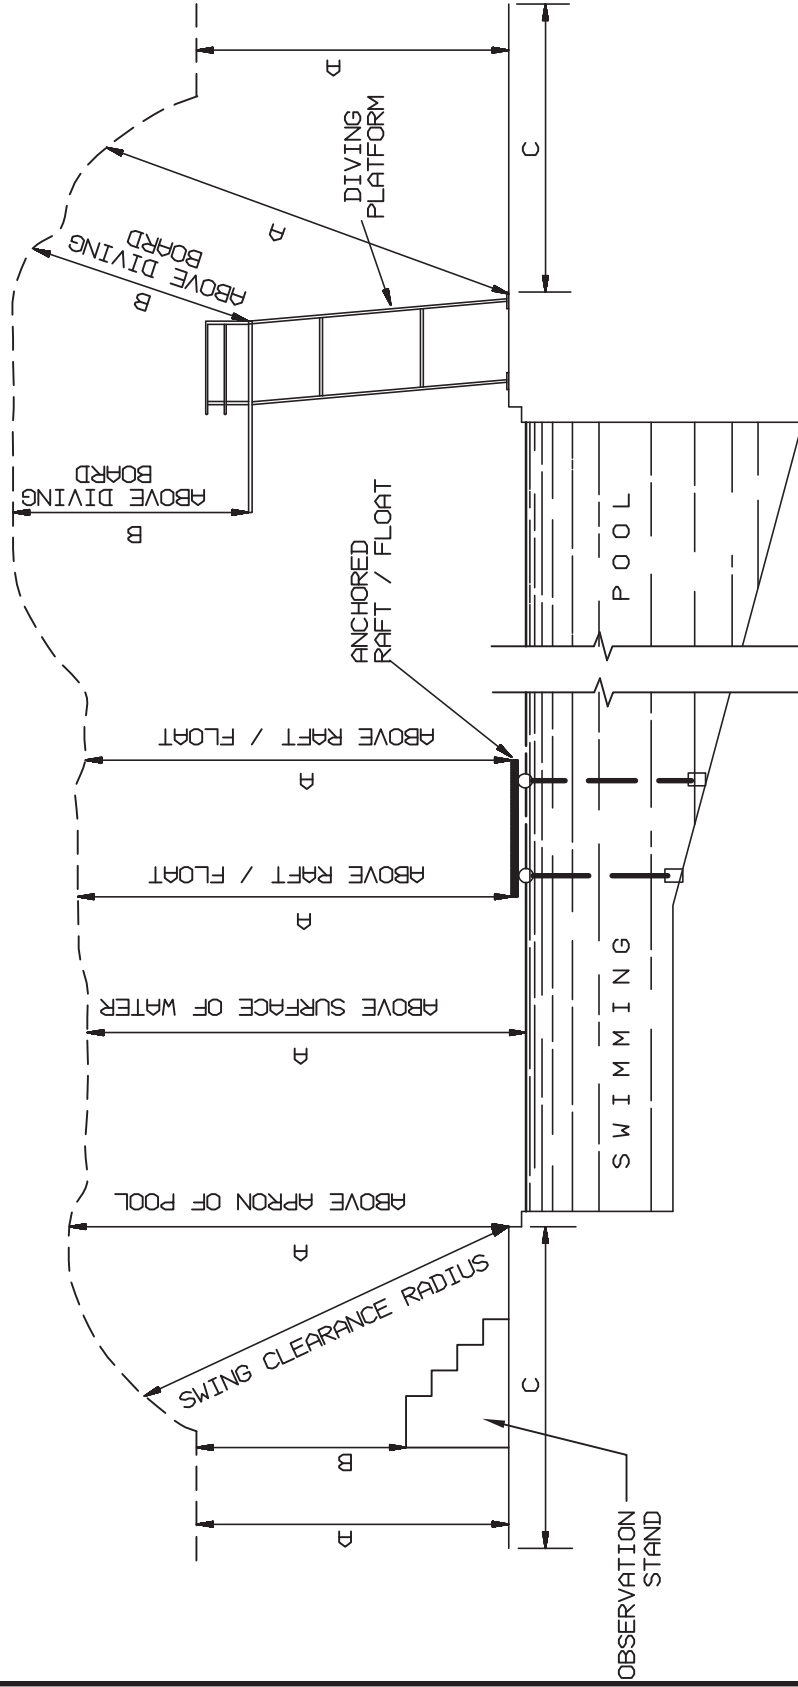 B
ABOVE DIVING
BOARD
B
ABOVE DIVING
BOARD
A
A
DIVING
PLATFORM
ANCHORED
RAFT / FLOAT
A
ABOVE RAFT / FLOAT
A
ABOVE RAFT / FLOAT
A
ABOVE SURFACE OF WATER
A
ABOVE APRON OF POOL
SWING CLEARANCE RADIUS
B
A
C
C
SWIMMING POOL
OBSERVATION
STAND